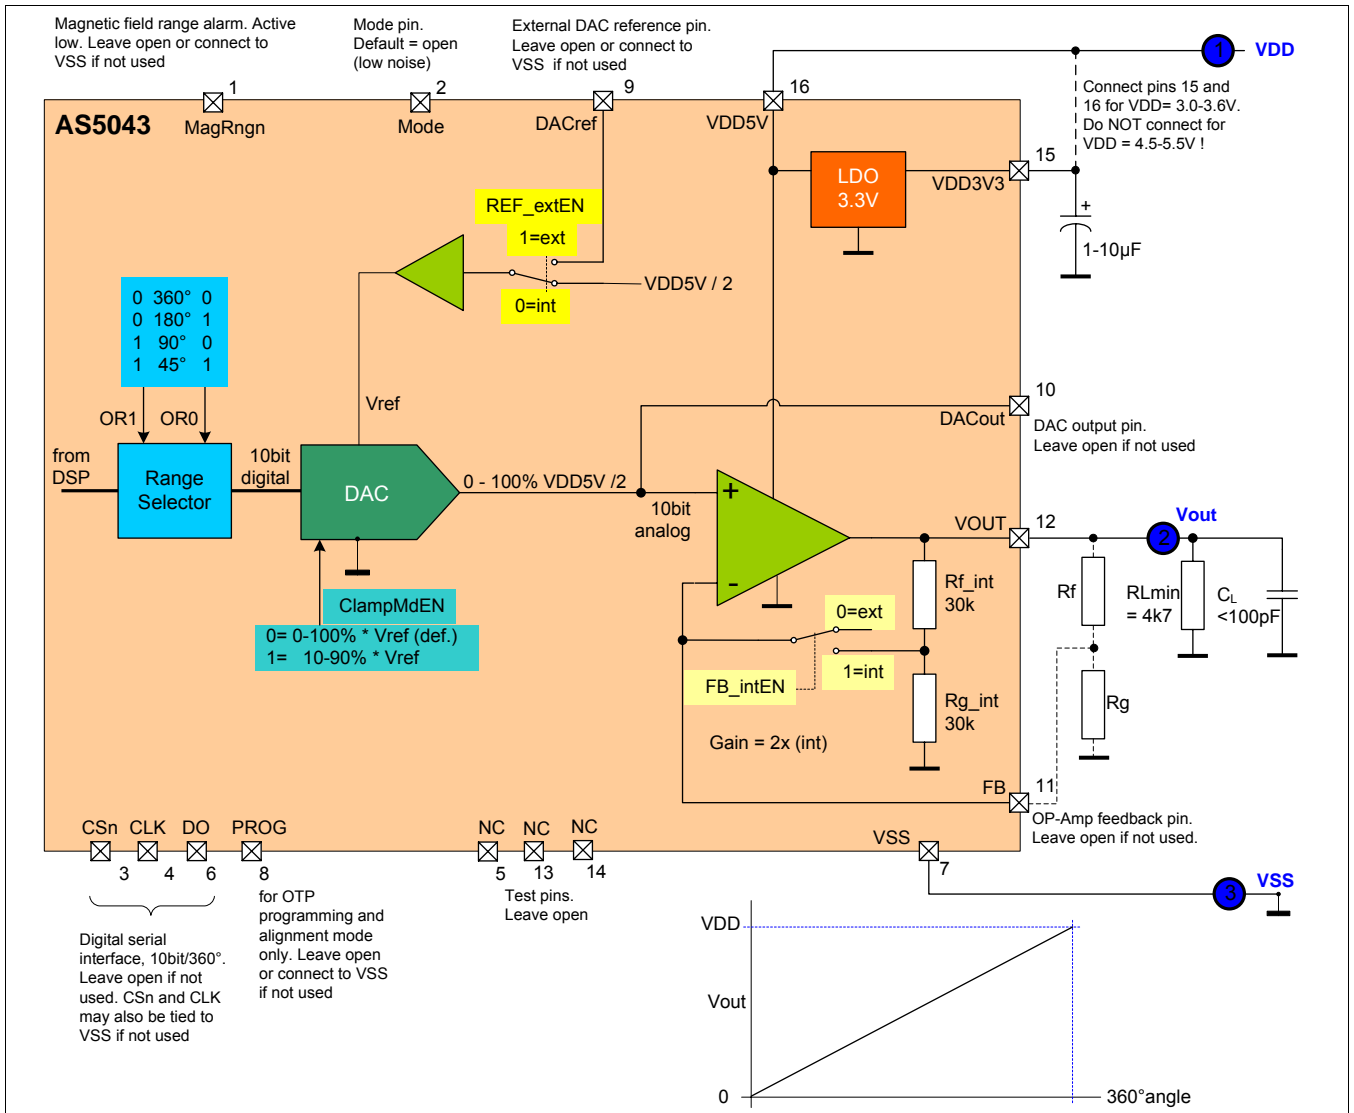 Magnetic field range alarm. Active
low. Leave open or connect to
VSS if not used
Mode pin.
Default = open
(low noise)
External DAC reference pin.
Leave open or connect to
VSS if not used
1 VDD
Connect pins 15 and
16 for VDD= 3.0-3.6V.
Do NOT connect for
VDD = 4.5-5.5V !
1
2
9
16
AS5043
MagRngn
Mode
DACref
VDD5V
15
VDD3V3
LDO
3.3V
+
1-10µF
REF_extEN
1=ext
VDD5V / 2
0=int
0 360° 0
0 180° 1
1 90° 0
1 45° 1
Vref
OR1 OR0
10
DACout
DAC output pin.
Leave open if not used
from
DSP
Range
Selector
10bit
digital
DAC
0 - 100% VDD5V /2
10bit
analog
+
-
VOUT
12
Vout
2
Rf_int
30k
Rf
RLmin
= 4k7
CL
<100pF
ClampMdEN
0= 0-100% * Vref (def.)
1= 10-90% * Vref
0=ext
1=int
FB_intEN
Rg_int
30k
Rg
Gain = 2x (int)
FB
11
OP-Amp feedback pin.
Leave open if not used.
CSn CLK DO PROG
NC NC NC
VSS
3 4 6 8
5 13 14
7
3 VSS
for OTP
programming and
alignment mode
only. Leave open
or connect to VSS
if not used
Test pins.
Leave open
Digital serial
interface, 10bit/360°.
Leave open if not
used. CSn and CLK
may also be tied to
VSS if not used
VDD
Vout
0
360°angle